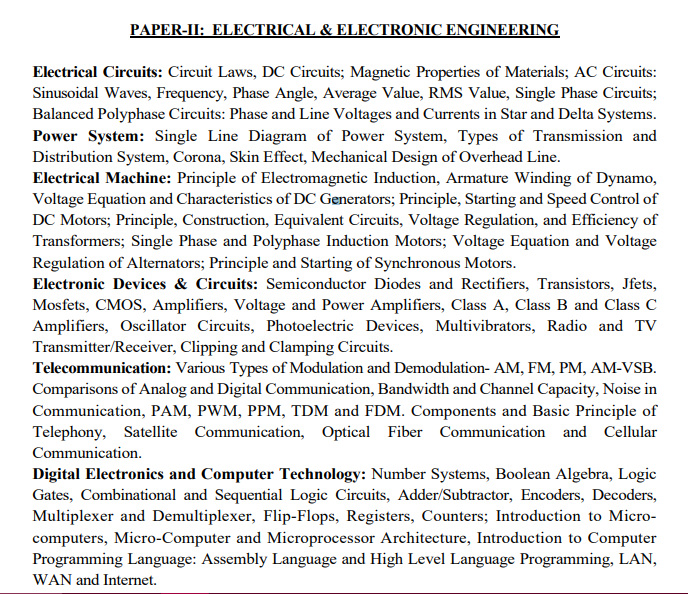 PAPER-II: ELECTRICAL & ELECTRONIC ENGINEERING
Electrical Circuits: Circuit Laws, DC Circuits; Magnetic Properties of Materials; AC Circuits:
Sinusoidal Waves, Frequency, Phase Angle, Average Value, RMS Value, Single Phase Circuits;
Balanced Polyphase Circuits: Phase and Line Voltages and Currents in Star and Delta Systems.
Power System: Single Line Diagram of Power System, Types of Transmission and
Distribution System, Corona, Skin Effect, Mechanical Design of Overhead Line.
Electrical Machine: Principle of Electromagnetic Induction, Armature Winding of Dynamo,
Voltage Equation and Characteristics of DC Generators; Principle, Starting and Speed Control of
DC Motors; Principle, Construction, Equivalent Circuits, Voltage Regulation, and Efficiency of
Transformers; Single Phase and Polyphase Induction Motors; Voltage Equation and Voltage
Regulation of Alternators; Principle and Starting of Synchronous Motors.
Electronic Devices & Circuits: Semiconductor Diodes and Rectifiers, Transistors, Jfets,
Mosfets, CMOS, Amplifiers, Voltage and Power Amplifiers, Class A, Class B and Class C
Amplifiers, Oscillator Circuits, Photoelectric Devices, Multivibrators, Radio and TV
Transmitter/Receiver, Clipping and Clamping Circuits.
Telecommunication: Various Types of Modulation and Demodulation- AM, FM, PM, AM-VSB.
Comparisons of Analog and Digital Communication, Bandwidth and Channel Capacity, Noise in
Communication, PAM, PWM, PPM, TDM and FDM. Components and Basic Principle of
Telephony, Satellite Communication, Optical Fiber Communication and Cellular
Communication.
Digital Electronics and Computer Technology: Number Systems, Boolean Algebra, Logic
Gates, Combinational and Sequential Logic Circuits, Adder/Subtractor, Encoders, Decoders,
Multiplexer and Demultiplexer, Flip-Flops, Registers, Counters; Introduction to Micro-
computers, Micro-Computer and Microprocessor Architecture, Introduction to Computer
Programming Language: Assembly Language and High Level Language Programming, LAN,
WAN and Internet.